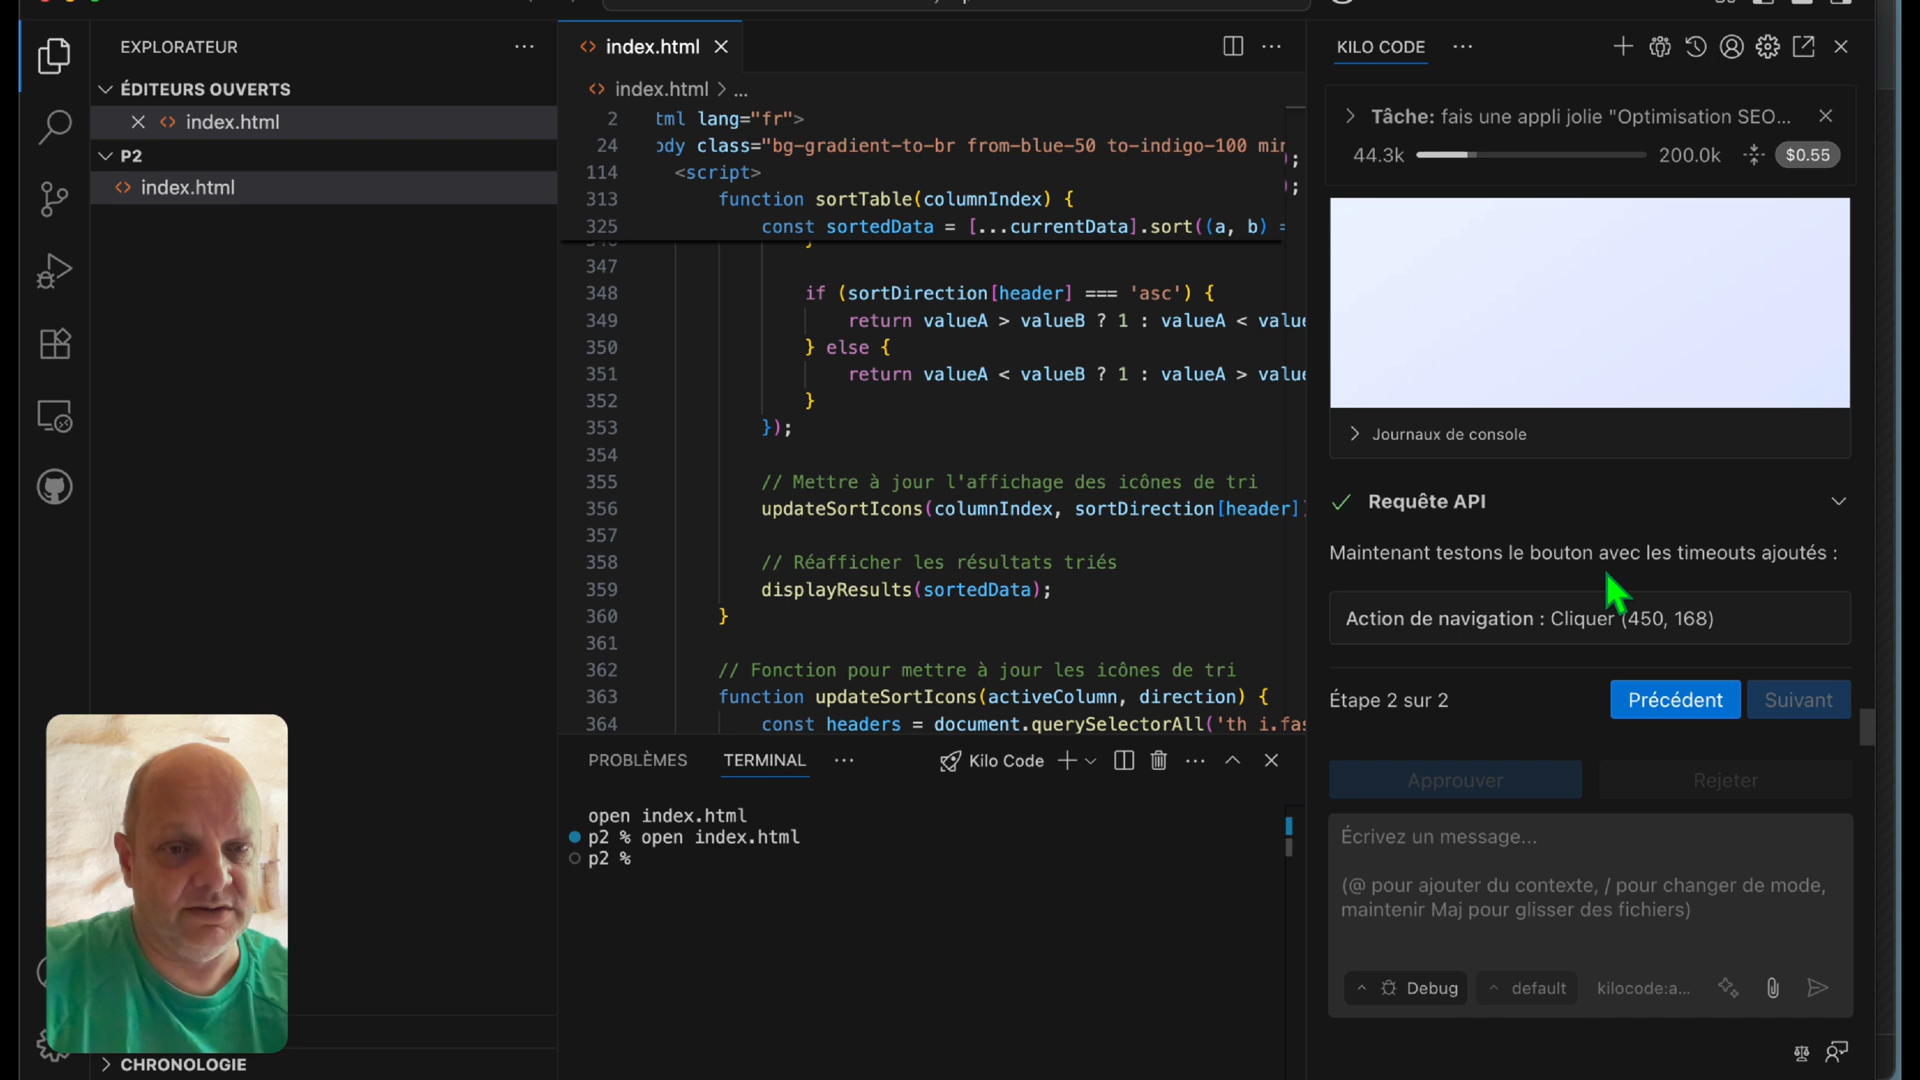 EXPLORATEUR
ÉDITEURS OUVERTS
index.html
P2
index.html
CHRONOLOGIE
index.html
index.html > ...
2 tml lang="fr">
24 ody class="bg-gradient-to-br from-blue-50 to-indigo-100 min
114 <script>
313 function sortTable(columnIndex) {
325 const sortedData = [...currentData].sort((a, b) =
347
348 if (sortDirection[header] === 'asc') {
349 return valueA > valueB ? 1 : valueA < value
350 } else {
351 return valueA < valueB ? 1 : valueA > value
352 }
353 });
354
355 // Mettre à jour l'affichage des icônes de tri
356 updateSortIcons(columnIndex, sortDirection[header])
357
358 // Réafficher les résultats triés
359 displayResults(sortedData);
360 }
361
362 // Fonction pour mettre à jour les icônes de tri
363 function updateSortIcons(activeColumn, direction) {
364 const headers = document.querySelectorAll('th i.fas
PROBLÈMES TERMINAL ... Kilo Code
open index.html
p2 % open index.html
p2 %
KILO CODE
Tâche: fais une appli jolie "Optimisation SEO...
44.3k 200.0k $0.55
Journaux de console
Requête API
Maintenant testons le bouton avec les timeouts ajoutés :
Action de navigation : Cliquer (450, 168)
Étape 2 sur 2 Précédent Suivant
Approuver Rejeter
Écrivez un message...
(@ pour ajouter du contexte, / pour changer de mode,
maintenir Maj pour glisser des fichiers)
Debug default kilocode:a...